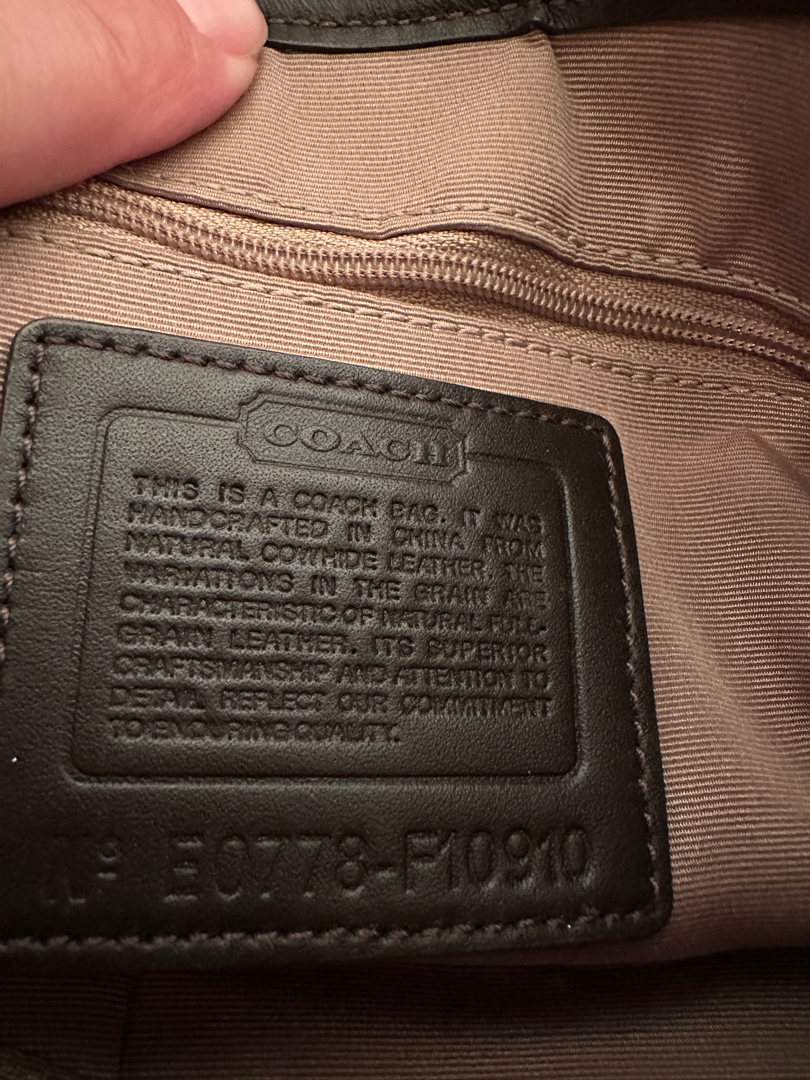 COACH
THIS IS A COACH BAG. IT WAS
HANDCRAFTED IN CHINA FROM
NATURAL COWHIDE LEATHER. THE
VARIATIONS IN THE GRAIN ARE
CHARACTERISTIC OF NATURAL FULL-
GRAIN LEATHER. ITS SUPERIOR
CRAFTSMANSHIP AND ATTENTION TO
DETAIL REFLECT OUR COMMITMENT
TO ENDURING QUALITY.
Nº E0778-F10910